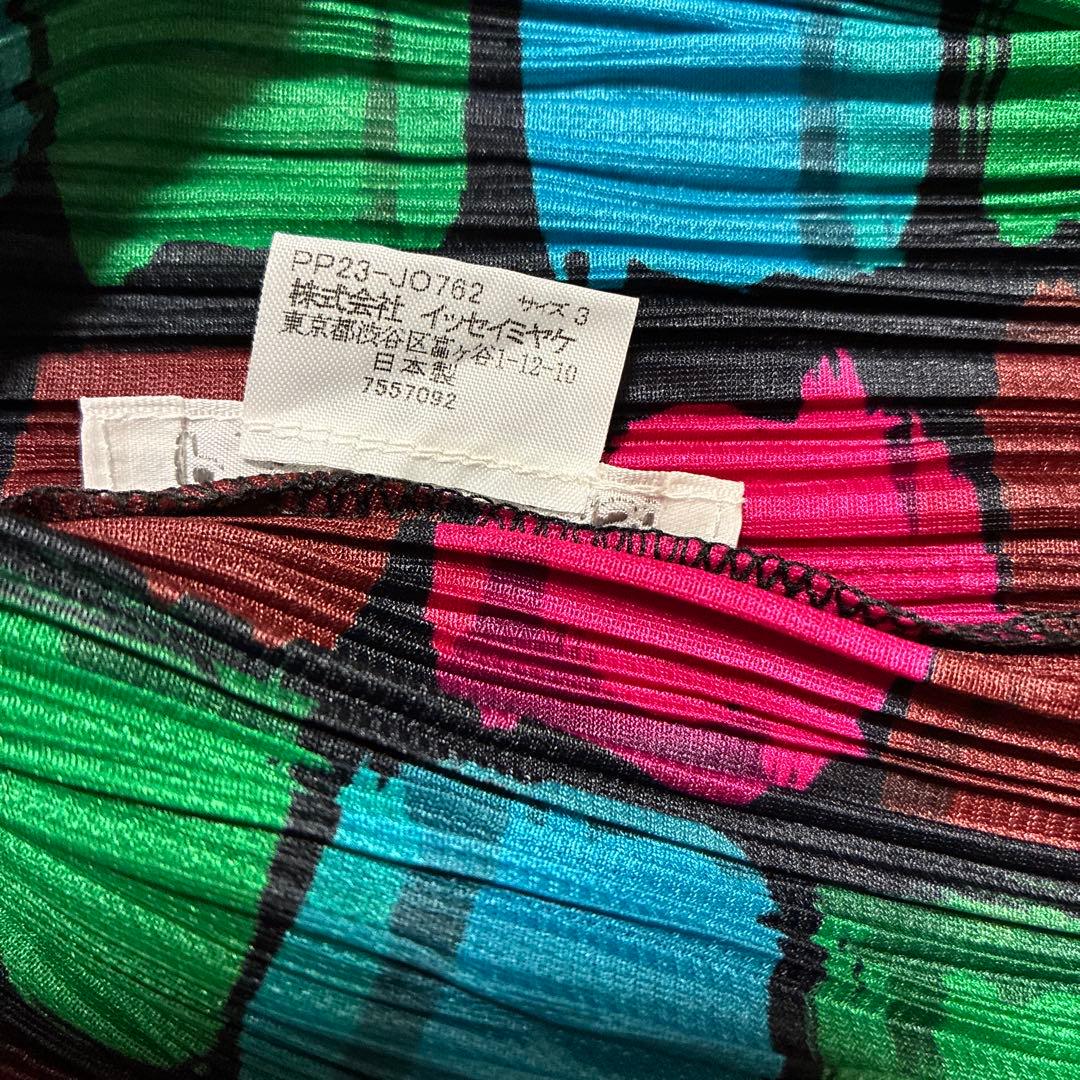 PP23-JO762 サイズ 3
株式会社 イッセイミヤケ
東京都渋谷区富ヶ谷1-12-10
日本製
7557092